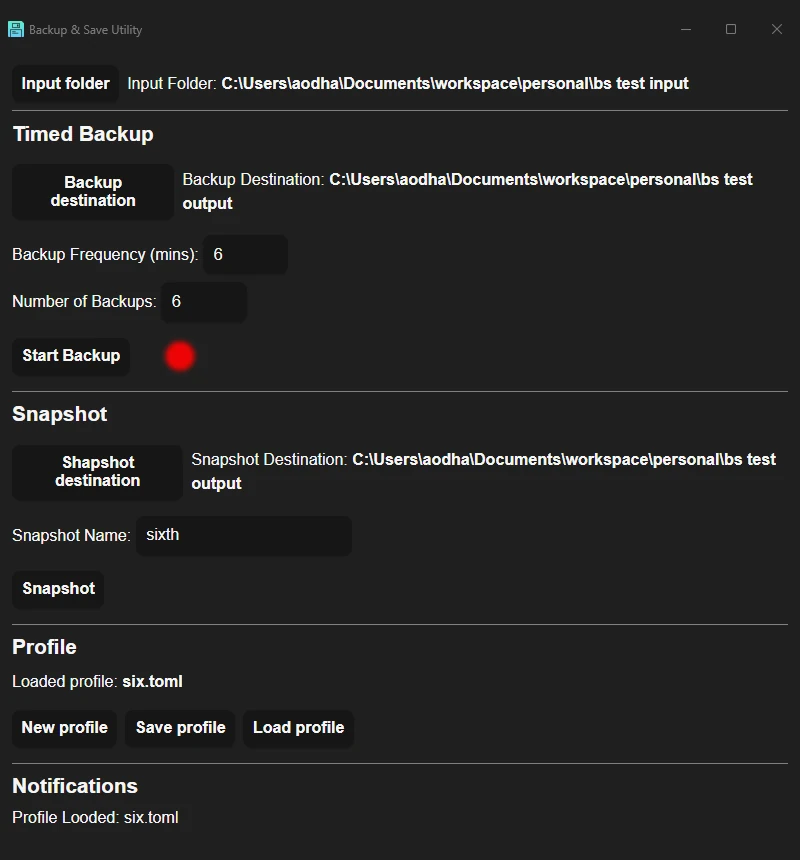 Backup & Save Utility
Input folder Input Folder: C:\Users\aodha\Documents\workspace\personal\bs test input
Timed Backup
Backup destination Backup Destination: C:\Users\aodha\Documents\workspace\personal\bs test
output
Backup Frequency (mins): 6
Number of Backups: 6
Start Backup
Snapshot
Shapshot destination Snapshot Destination: C:\Users\aodha\Documents\workspace\personal\bs test
output
Snapshot Name: sixth
Snapshot
Profile
Loaded profile: six.toml
New profile Save profile Load profile
Notifications
Profile Looded: six.toml